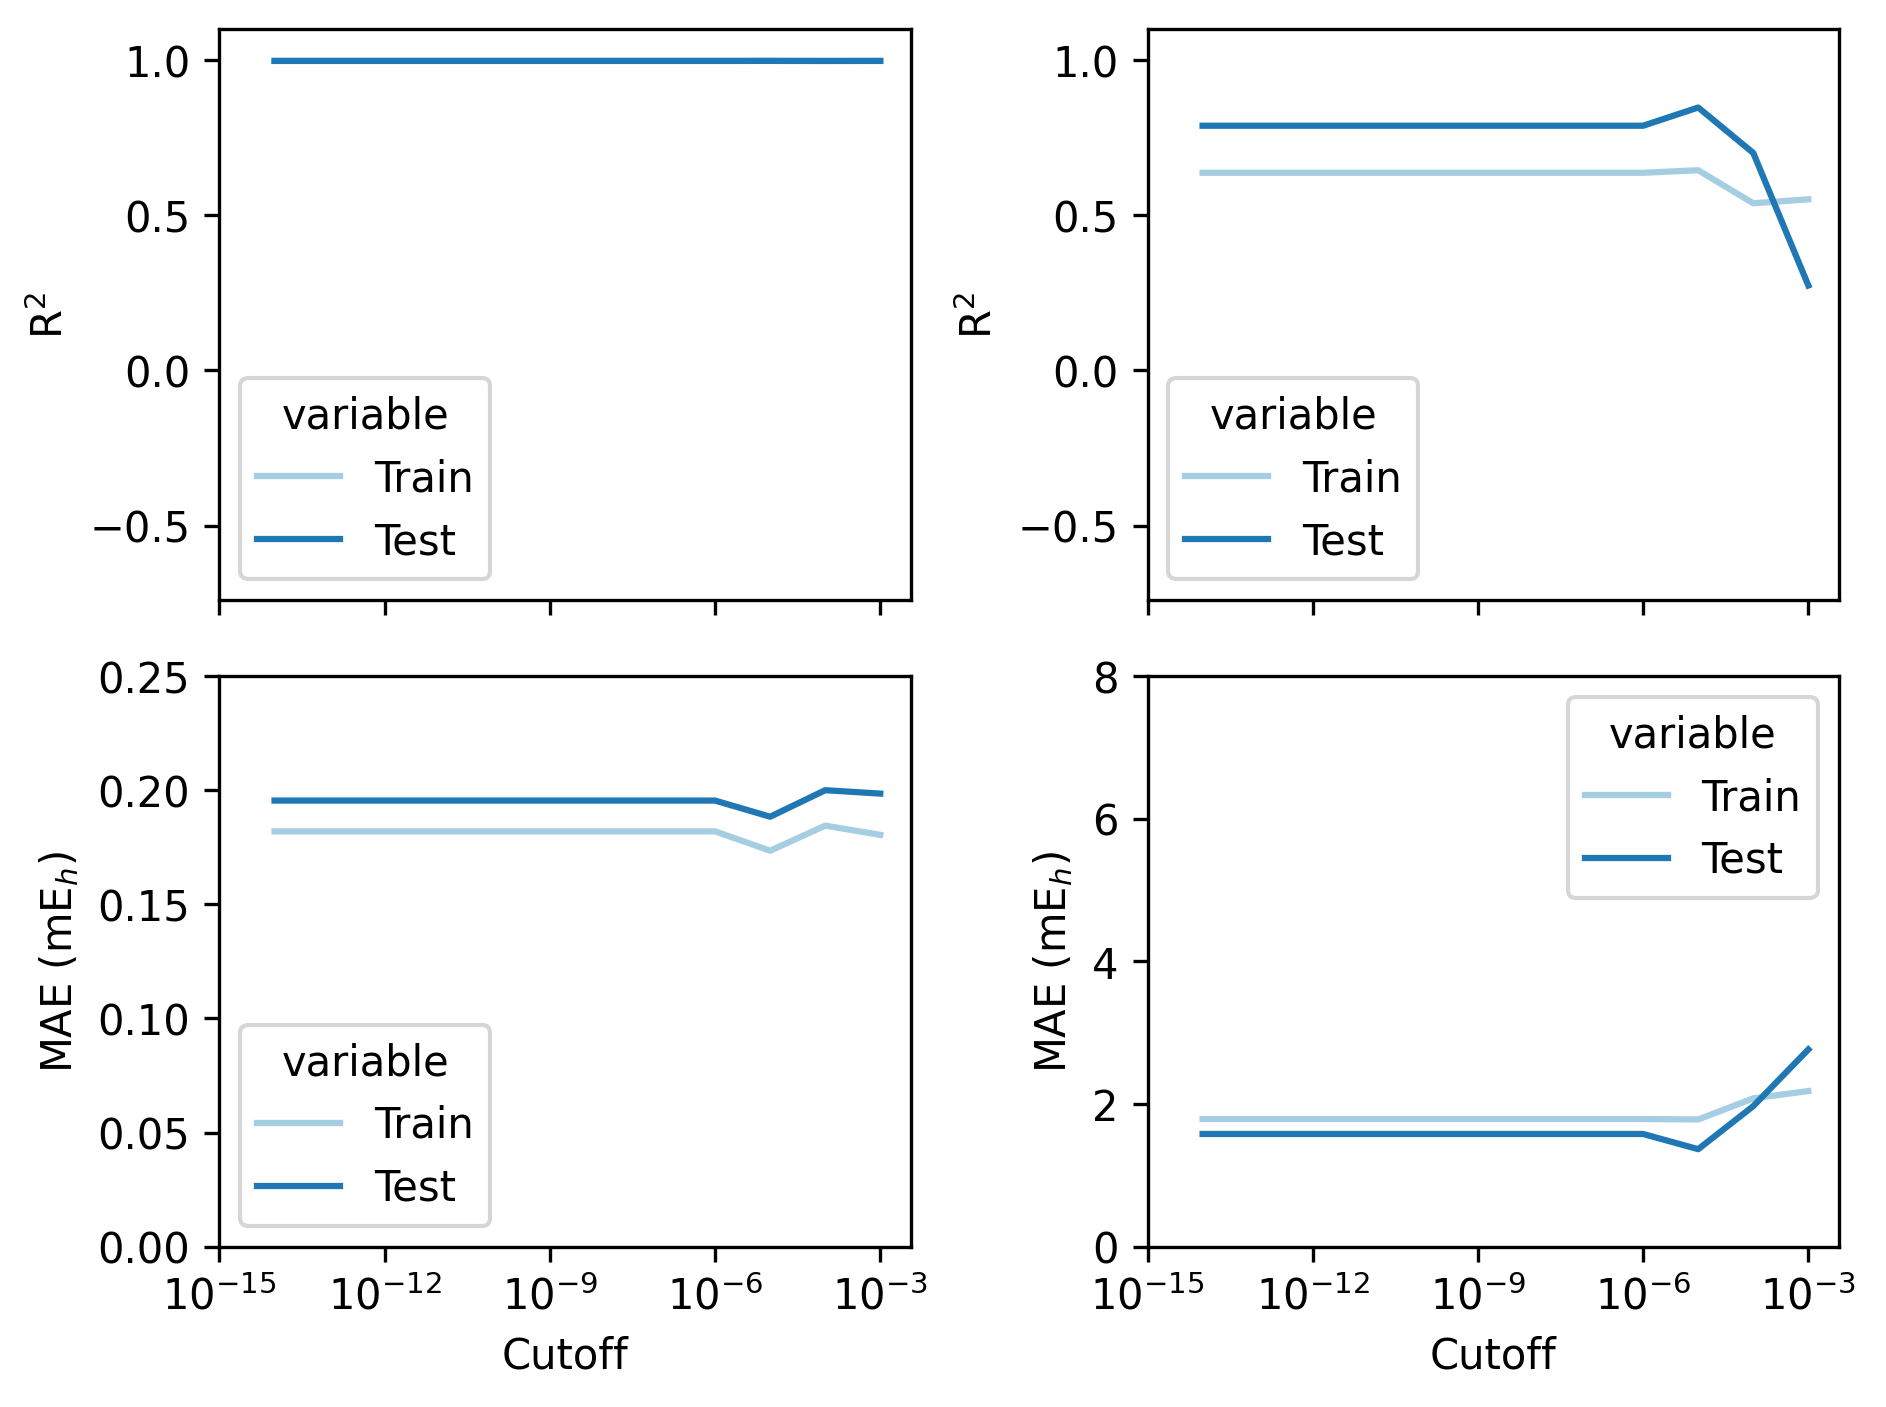 1.0
0.5
0.0
−0.5
R²
variable
Train
Test
1.0
0.5
0.0
−0.5
R²
variable
Train
Test
0.25
0.20
0.15
0.10
0.05
0.00
MAE (mEₕ)
variable
Train
Test
10⁻¹⁵ 10⁻¹² 10⁻⁹ 10⁻⁶ 10⁻³
Cutoff
8
6
4
2
0
MAE (mEₕ)
variable
Train
Test
10⁻¹⁵ 10⁻¹² 10⁻⁹ 10⁻⁶ 10⁻³
Cutoff